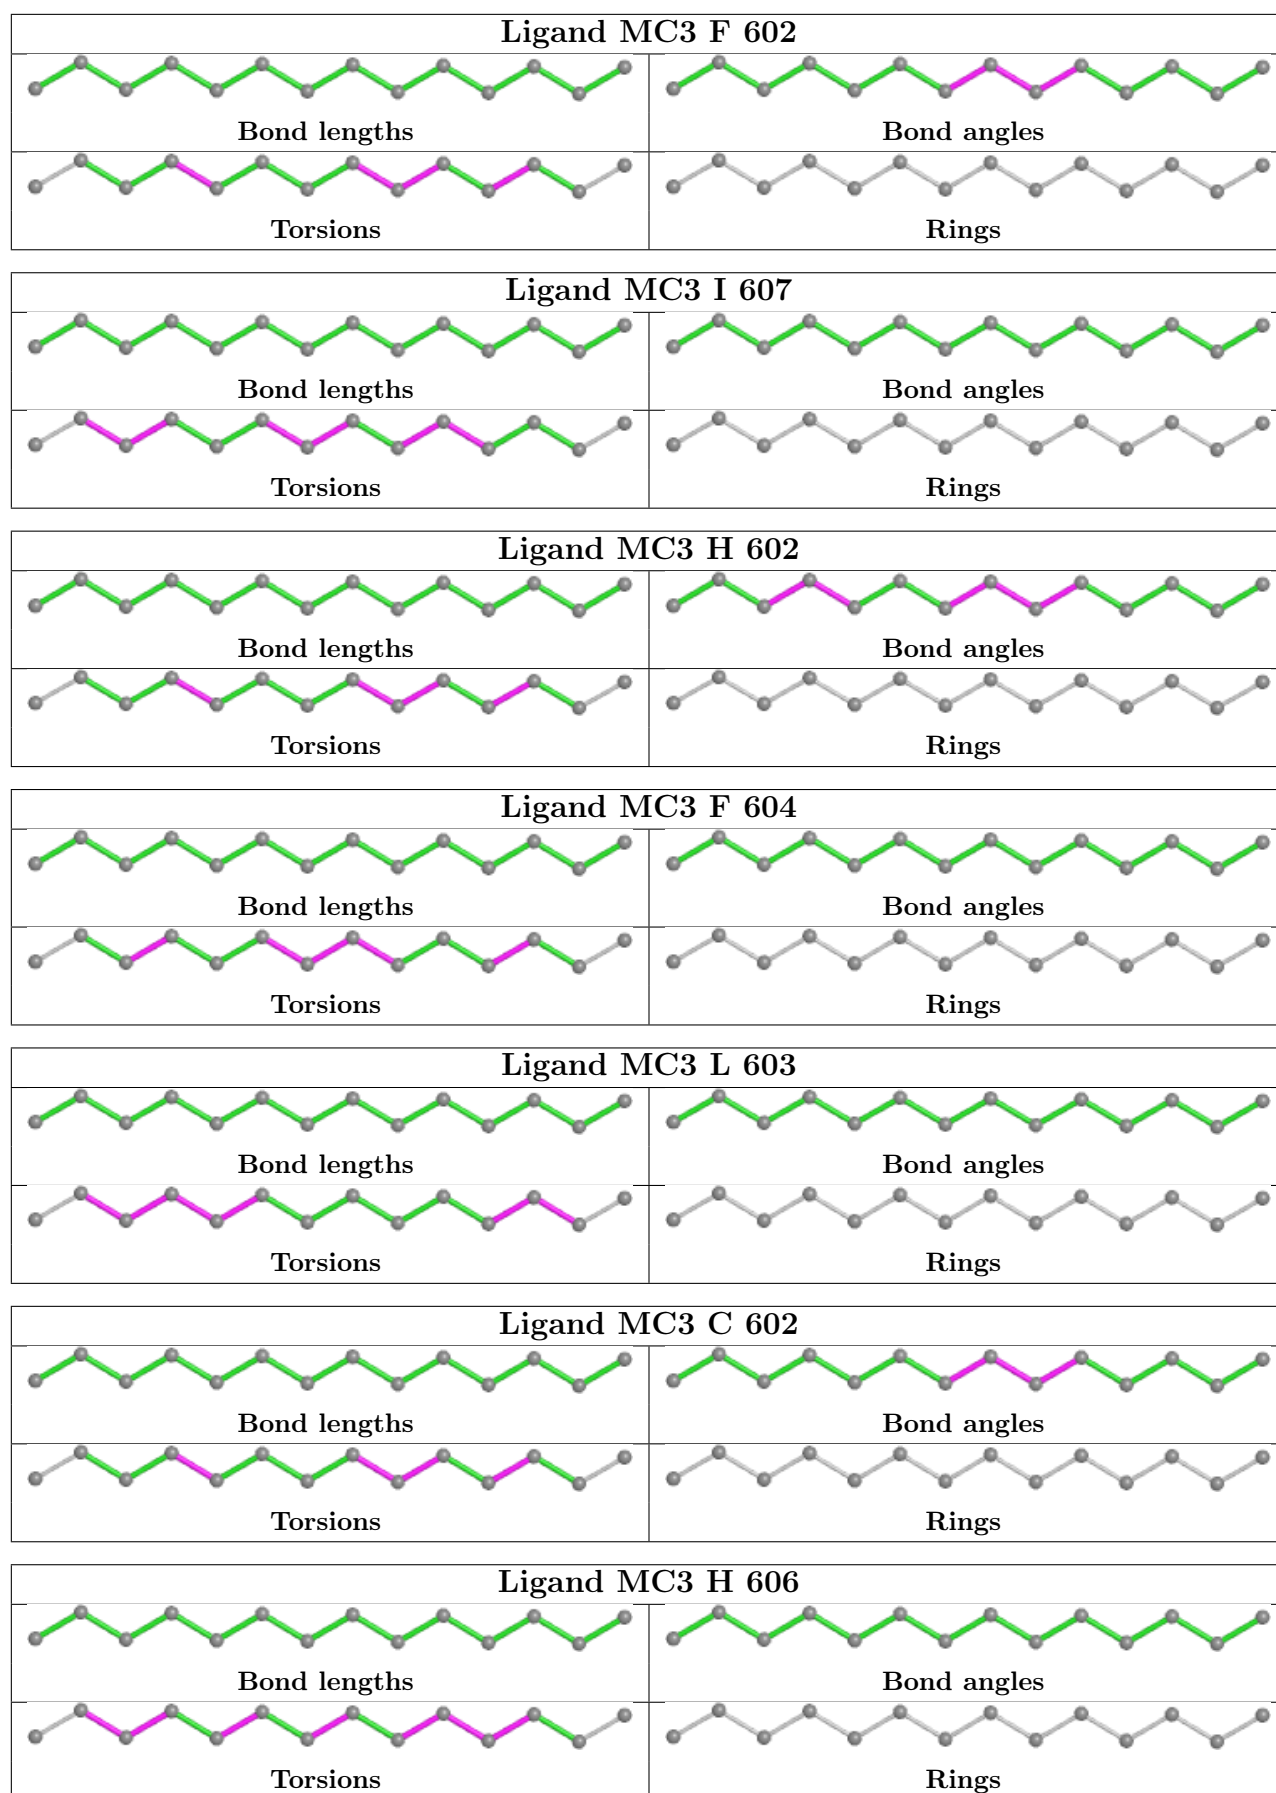 Ligand MC3 F 602
Bond lengths
Bond angles
Torsions
Rings
Ligand MC3 I 607
Bond lengths
Bond angles
Torsions
Rings
Ligand MC3 H 602
Bond lengths
Bond angles
Torsions
Rings
Ligand MC3 F 604
Bond lengths
Bond angles
Torsions
Rings
Ligand MC3 L 603
Bond lengths
Bond angles
Torsions
Rings
Ligand MC3 C 602
Bond lengths
Bond angles
Torsions
Rings
Ligand MC3 H 606
Bond lengths
Bond angles
Torsions
Rings